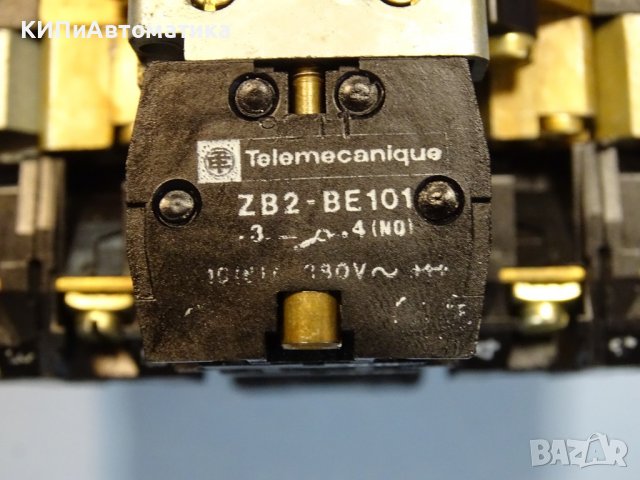 КИПиАвтоматика
Telemecanique
ZB2-BE101
.3 .4 (NO)
380V~
BAZAR